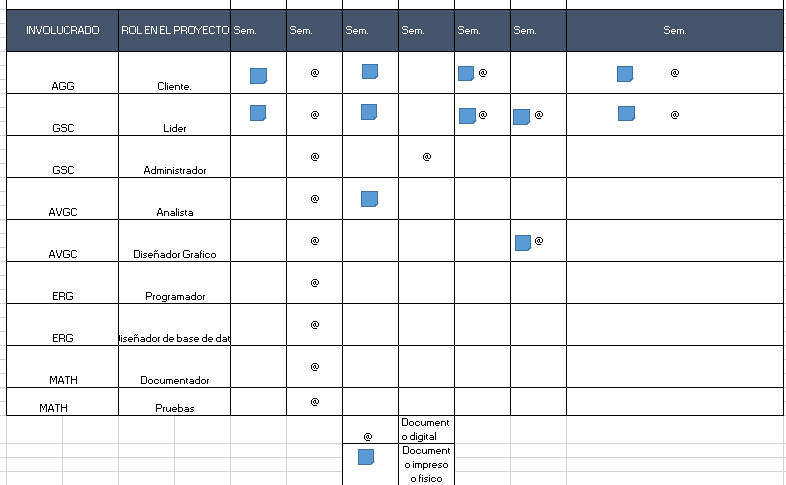 INVOLUCRADO ROL EN EL PROYECTO Sem. Sem. Sem. Sem. Sem. Sem. Sem.
AGG Cliente. @ @ @
GSC Lider @ @ @ @
GSC Administrador @ @
AVGC Analista @
AVGC Diseñador Grafico @ @
ERG Programador @
ERG iseñador de base de dat @
MATH Documentador @
MATH Pruebas @
@ Document
o digital
Document
o impreso
o fisico